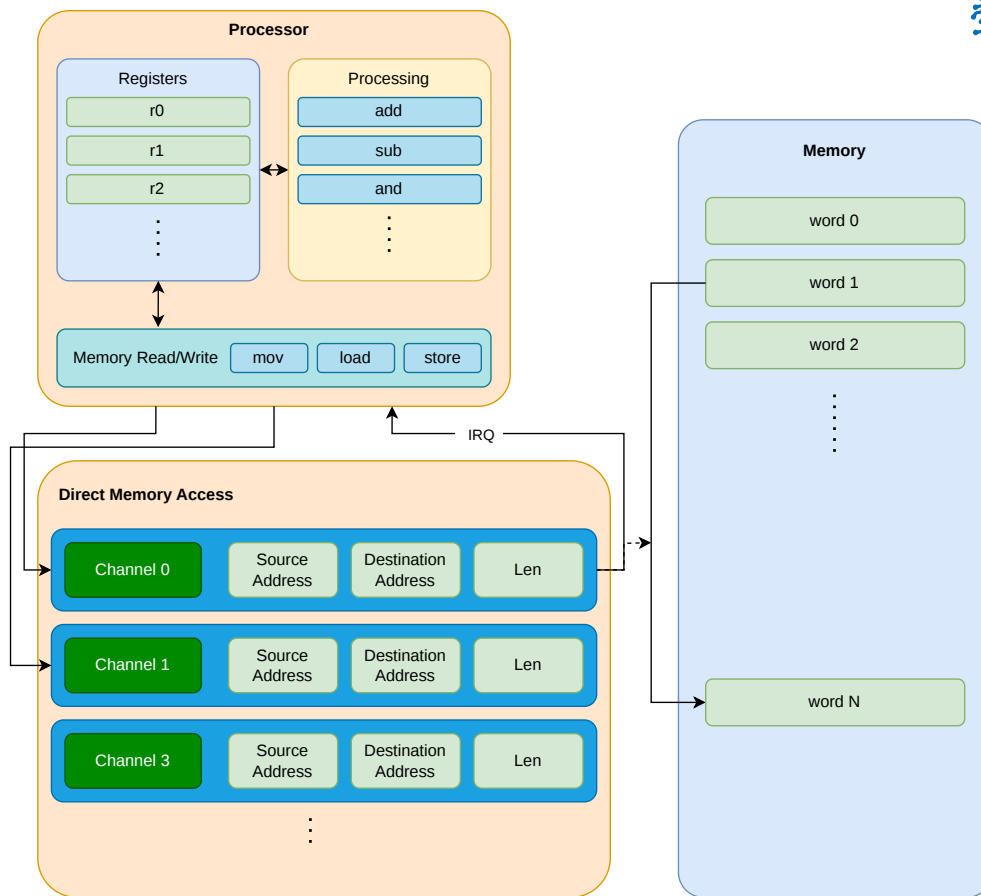 Processor
Registers
r0
r1
r2
Processing
add
sub
and
Memory Read/Write
mov
load
store
IRQ
Direct Memory Access
Channel 0
Source
Address
Destination
Address
Len
Channel 1
Source
Address
Destination
Address
Len
Channel 3
Source
Address
Destination
Address
Len
Memory
word 0
word 1
word 2
word N